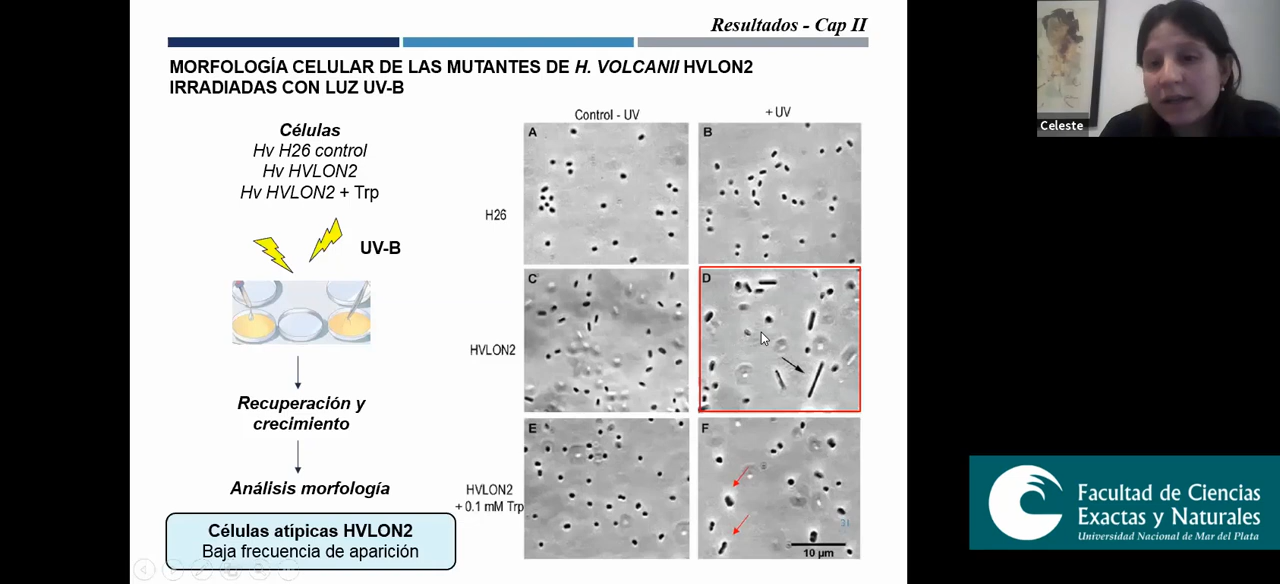 Resultados - Cap II
MORFOLOGÍA CELULAR DE LAS MUTANTES DE H. VOLCANII HVLON2
IRRADIADAS CON LUZ UV-B
Células
Hv H26 control
Hv HVLON2
Hv HVLON2 + Trp
UV-B
Recuperación y
crecimiento
Análisis morfología
Células atipicas HVLON2
Baja frecuencia de aparición
Control - UV
+ UV
A
B
H26
C
D
HVLON2
E
F
HVLON2
+ 0.1 mM Trp
21
10 µm
Celeste
Facultad de Ciencias
Exactas y Naturales
Universidad Nacional de Mar del Plata